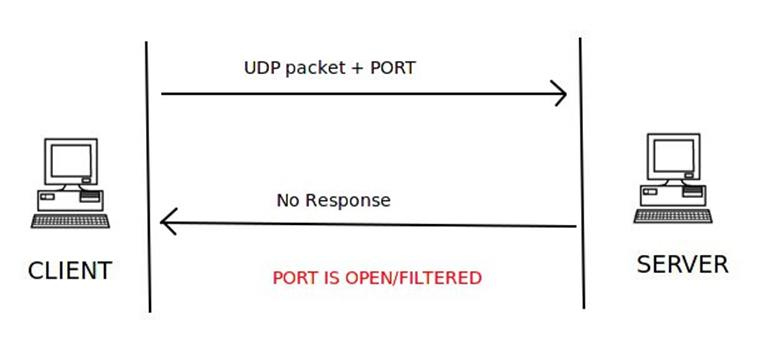 UDP packet + PORT
No Response
CLIENT
SERVER
PORT IS OPEN/FILTERED